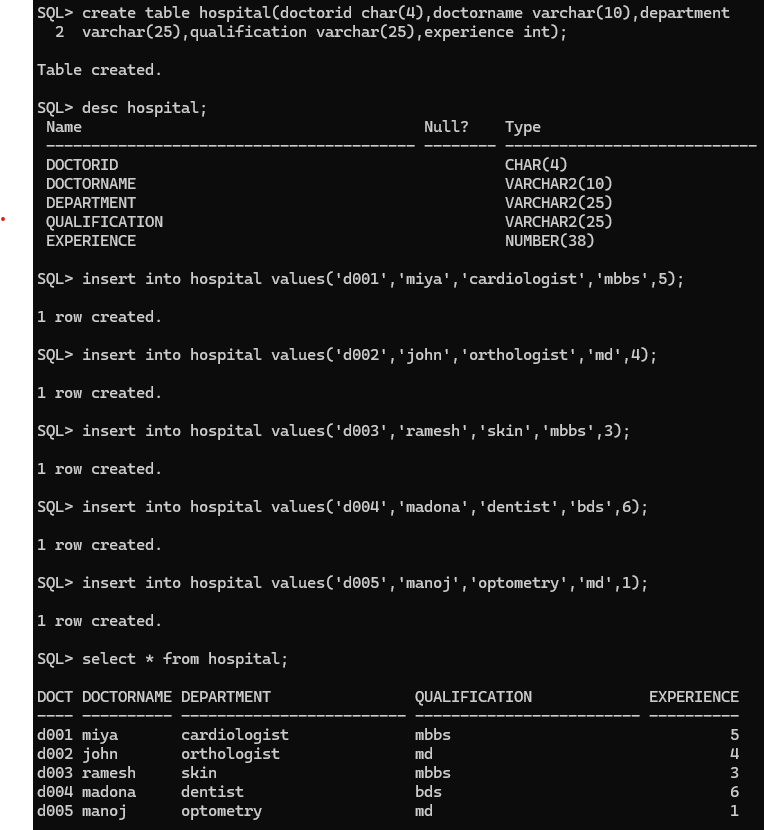 SQL> create table hospital(doctorid char(4),doctorname varchar(10),department
  2  varchar(25),qualification varchar(25),experience int);
Table created.
SQL> desc hospital;
 Name                                      Null?    Type
 ----------------------------------------- -------- ----------------------------
 DOCTORID                                           CHAR(4)
 DOCTORNAME                                         VARCHAR2(10)
 DEPARTMENT                                         VARCHAR2(25)
 QUALIFICATION                                      VARCHAR2(25)
 EXPERIENCE                                         NUMBER(38)
SQL> insert into hospital values('d001','miya','cardiologist','mbbs',5);
1 row created.
SQL> insert into hospital values('d002','john','orthologist','md',4);
1 row created.
SQL> insert into hospital values('d003','ramesh','skin','mbbs',3);
1 row created.
SQL> insert into hospital values('d004','madona','dentist','bds',6);
1 row created.
SQL> insert into hospital values('d005','manoj','optometry','md',1);
1 row created.
SQL> select * from hospital;
DOCT DOCTORNAME DEPARTMENT                QUALIFICATION             EXPERIENCE
---- ---------- ------------------------- ------------------------- ----------
d001 miya       cardiologist              mbbs                               5
d002 john       orthologist               md                                 4
d003 ramesh     skin                      mbbs                               3
d004 madona     dentist                   bds                                6
d005 manoj      optometry                 md                                 1